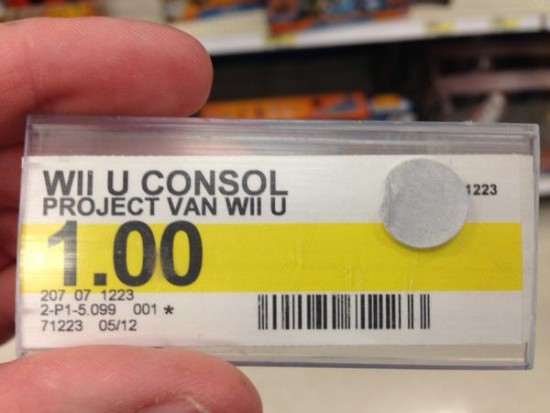 WII U CONSOL
PROJECT VAN WII U
1.00
1223
207 07 1223
2-P1-5.099 001 *
71223 05/12